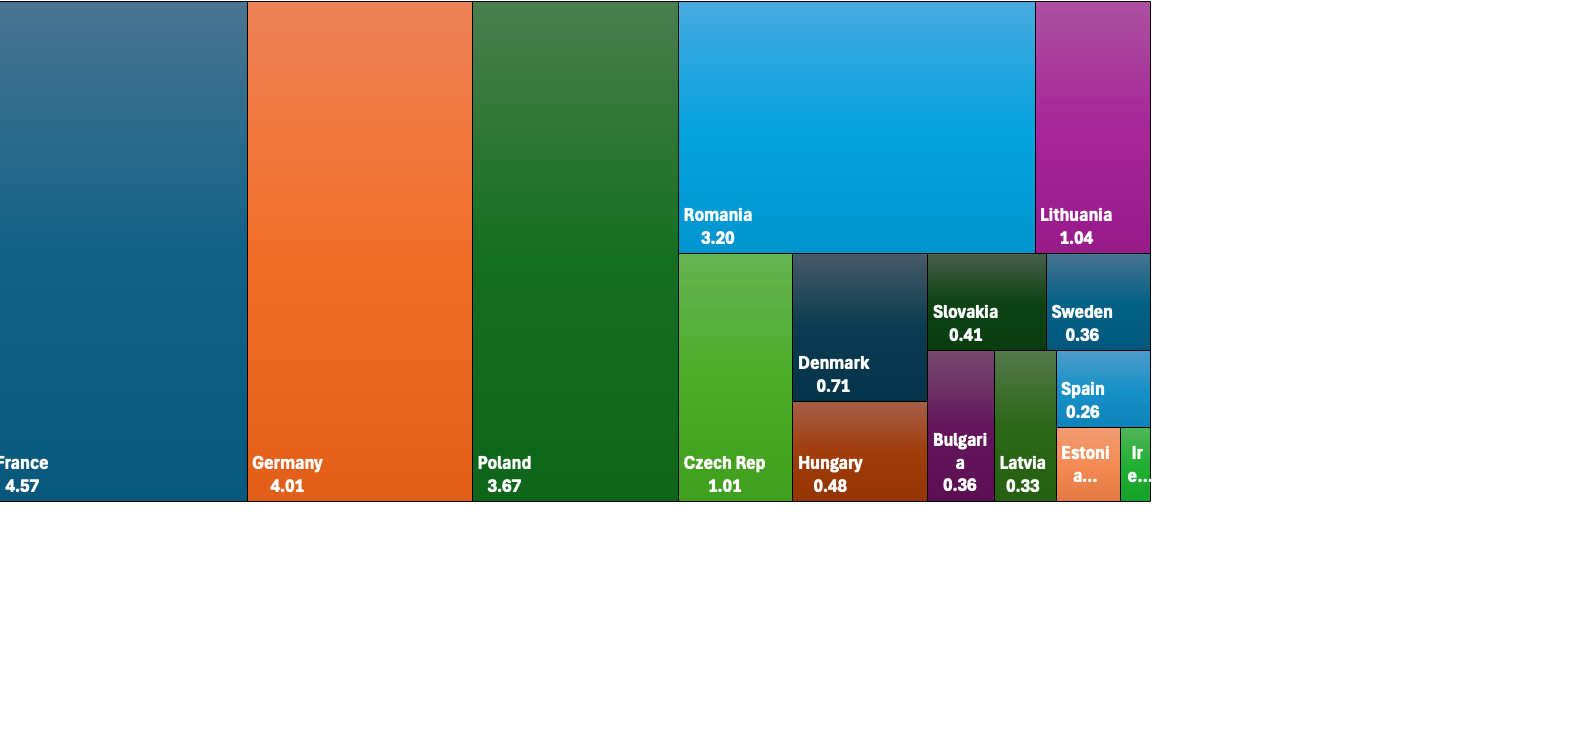 France
4.57
Germany
4.01
Poland
3.67
Romania
3.20
Lithuania
1.04
Czech Rep
1.01
Denmark
0.71
Hungary
0.48
Slovakia
0.41
Sweden
0.36
Bulgari
a
0.36
Latvia
0.33
Spain
0.26
Estoni
a...
Ir
e...